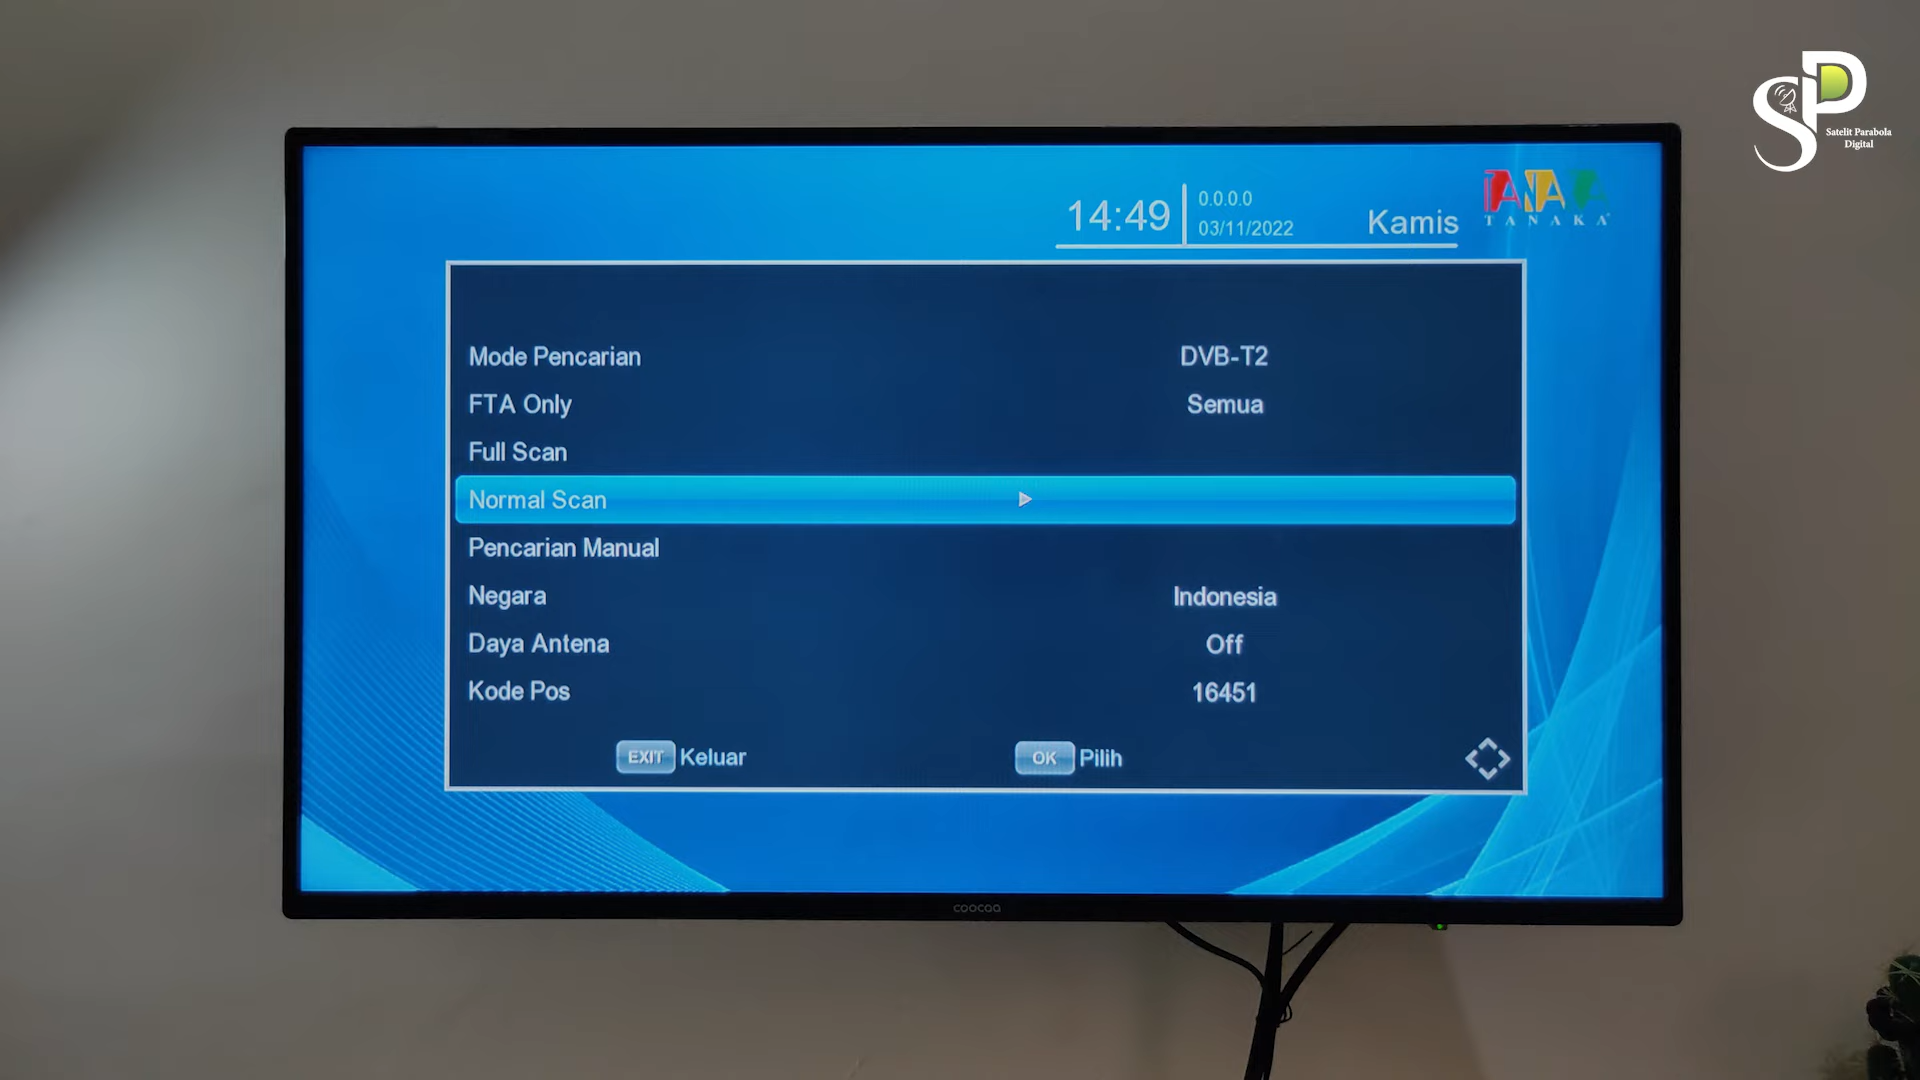 Satelit Parabola
Digital
14:49
0.0.0.0
03/11/2022
Kamis
TANAKA
Mode Pencarian DVB-T2
FTA Only Semua
Full Scan
Normal Scan
Pencarian Manual
Negara Indonesia
Daya Antena Off
Kode Pos 16451
EXIT Keluar OK Pilih
coocaa